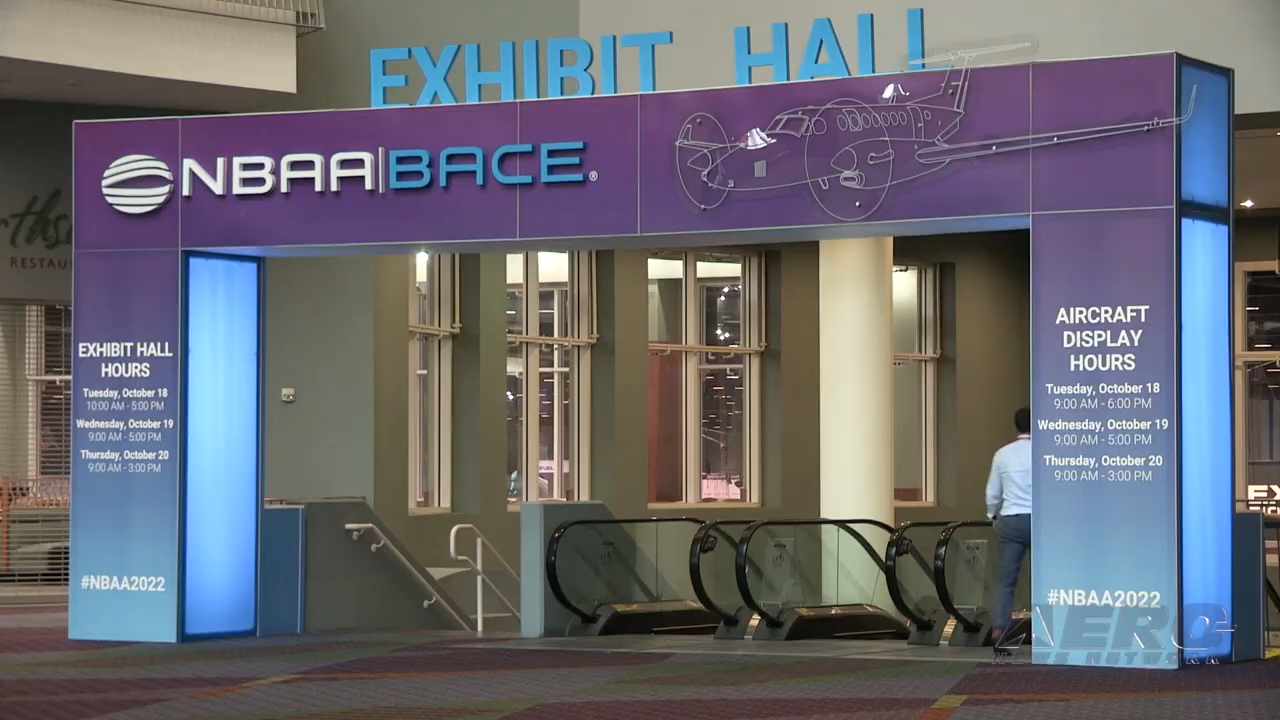 EXHIBIT HALL
NBAA|BACE®
RESTAU
EXHIBIT HALL
HOURS
Tuesday, October 18
10:00 AM - 5:00 PM
Wednesday, October 19
9:00 AM - 5:00 PM
Thursday, October 20
9:00 AM - 3:00 PM
#NBAA2022
AIRCRAFT
DISPLAY
HOURS
Tuesday, October 18
9:00 AM - 6:00 PM
Wednesday, October 19
9:00 AM - 5:00 PM
Thursday, October 20
9:00 AM - 3:00 PM
#NBAA2022
AERO
NEWS NETWORK